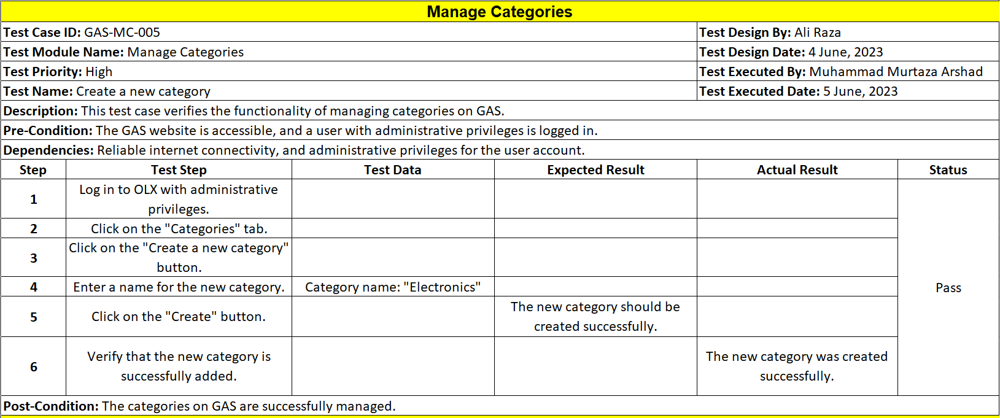 Manage Categories
Test Case ID: GAS-MC-005
Test Design By: Ali Raza
Test Module Name: Manage Categories
Test Design Date: 4 June, 2023
Test Priority: High
Test Executed By: Muhammad Murtaza Arshad
Test Name: Create a new category
Test Executed Date: 5 June, 2023
Description: This test case verifies the functionality of managing categories on GAS.
Pre-Condition: The GAS website is accessible, and a user with administrative privileges is logged in.
Dependencies: Reliable internet connectivity, and administrative privileges for the user account.
Step Test Step Test Data Expected Result Actual Result Status
1
Log in to OLX with administrative
privileges.
2 Click on the "Categories" tab.
3
Click on the "Create a new category"
button.
4 Enter a name for the new category. Category name: "Electronics"
5 Click on the "Create" button.
The new category should be
created successfully.
6
Verify that the new category is
successfully added.
The new category was created
successfully.
Pass
Post-Condition: The categories on GAS are successfully managed.